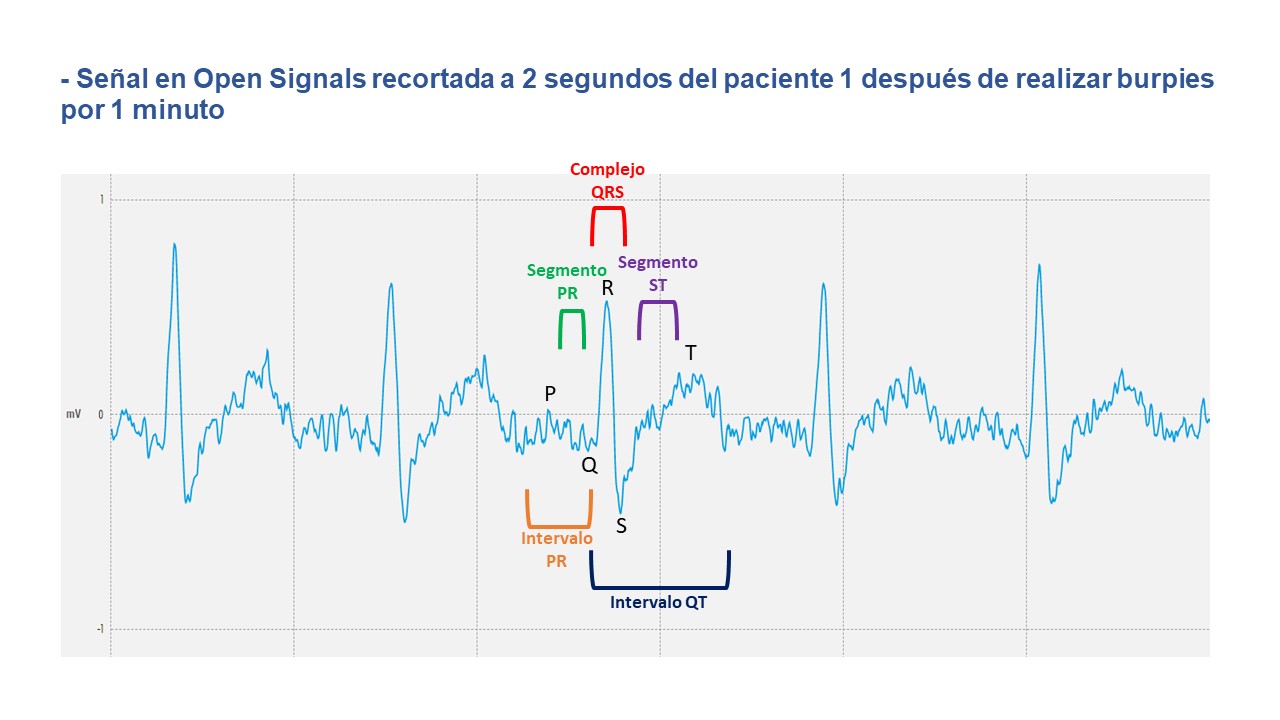 - Señal en Open Signals recortada a 2 segundos del paciente 1 después de realizar burpies
por 1 minuto
Complejo
QRS
Segmento
PR
Segmento
ST
R
T
P
Q
S
Intervalo
PR
Intervalo QT
1
mV
0
-1